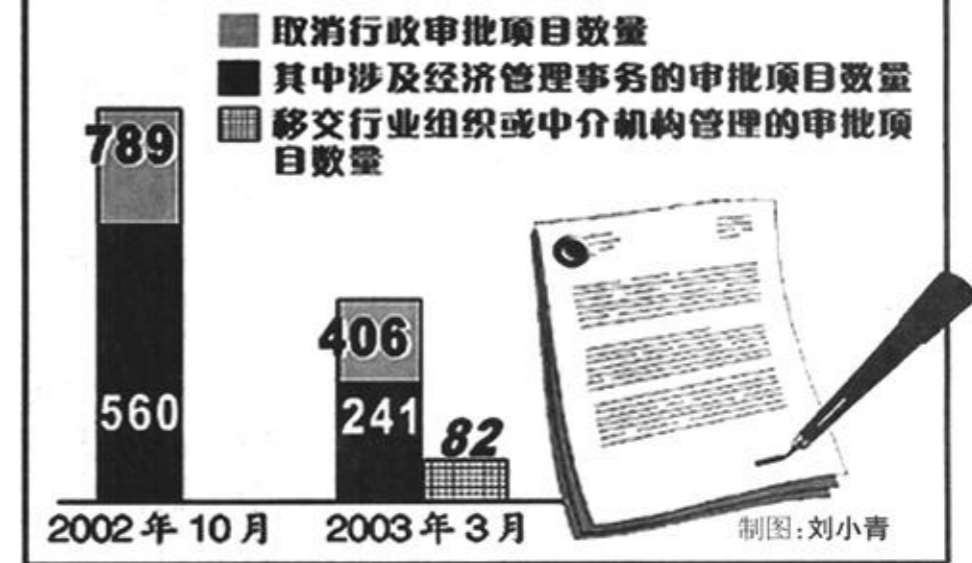 取消行政审批项目数量
其中涉及经济管理事务的审批项目数量
移交行业组织或中介机构管理的审批项
目数量
789
560
406
241
82
2002年10月
2003年3月
制图:刘小青